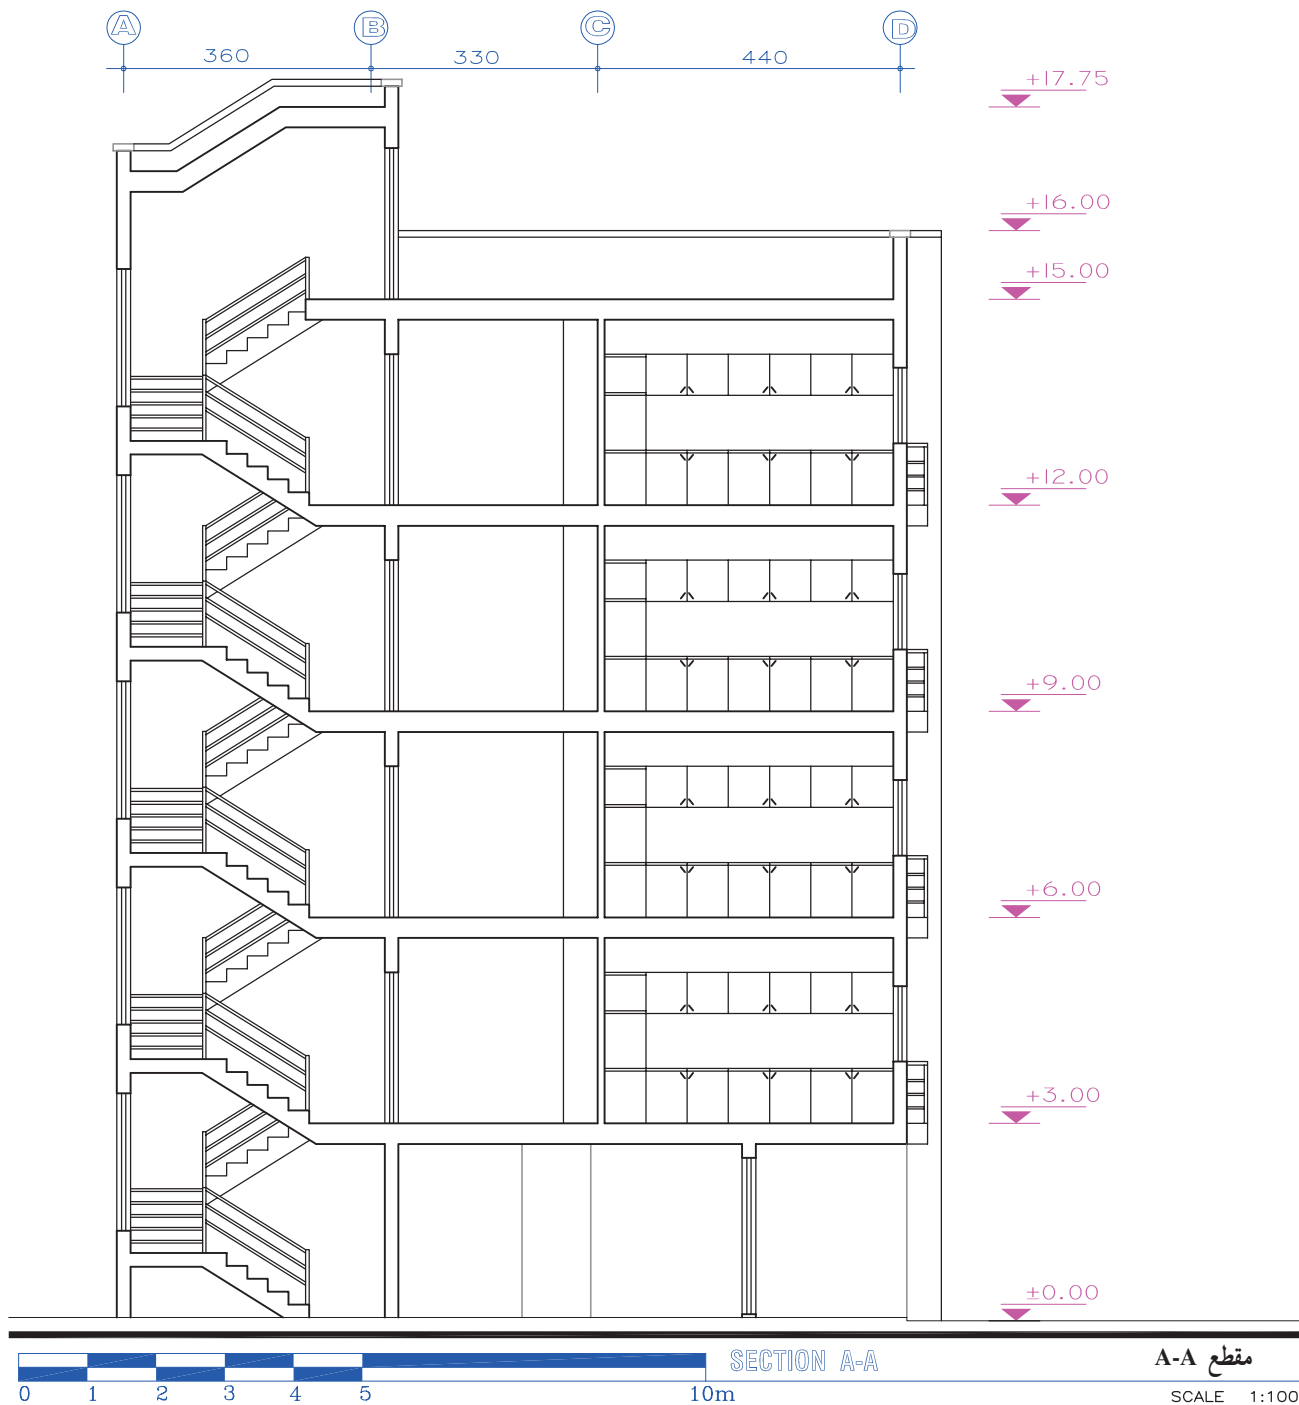 A B C D
360 330 440
+17.75
+16.00
+15.00
+12.00
+9.00
+6.00
+3.00
±0.00
SECTION A-A
مقطع A-A
0 1 2 3 4 5 10m
SCALE 1:100